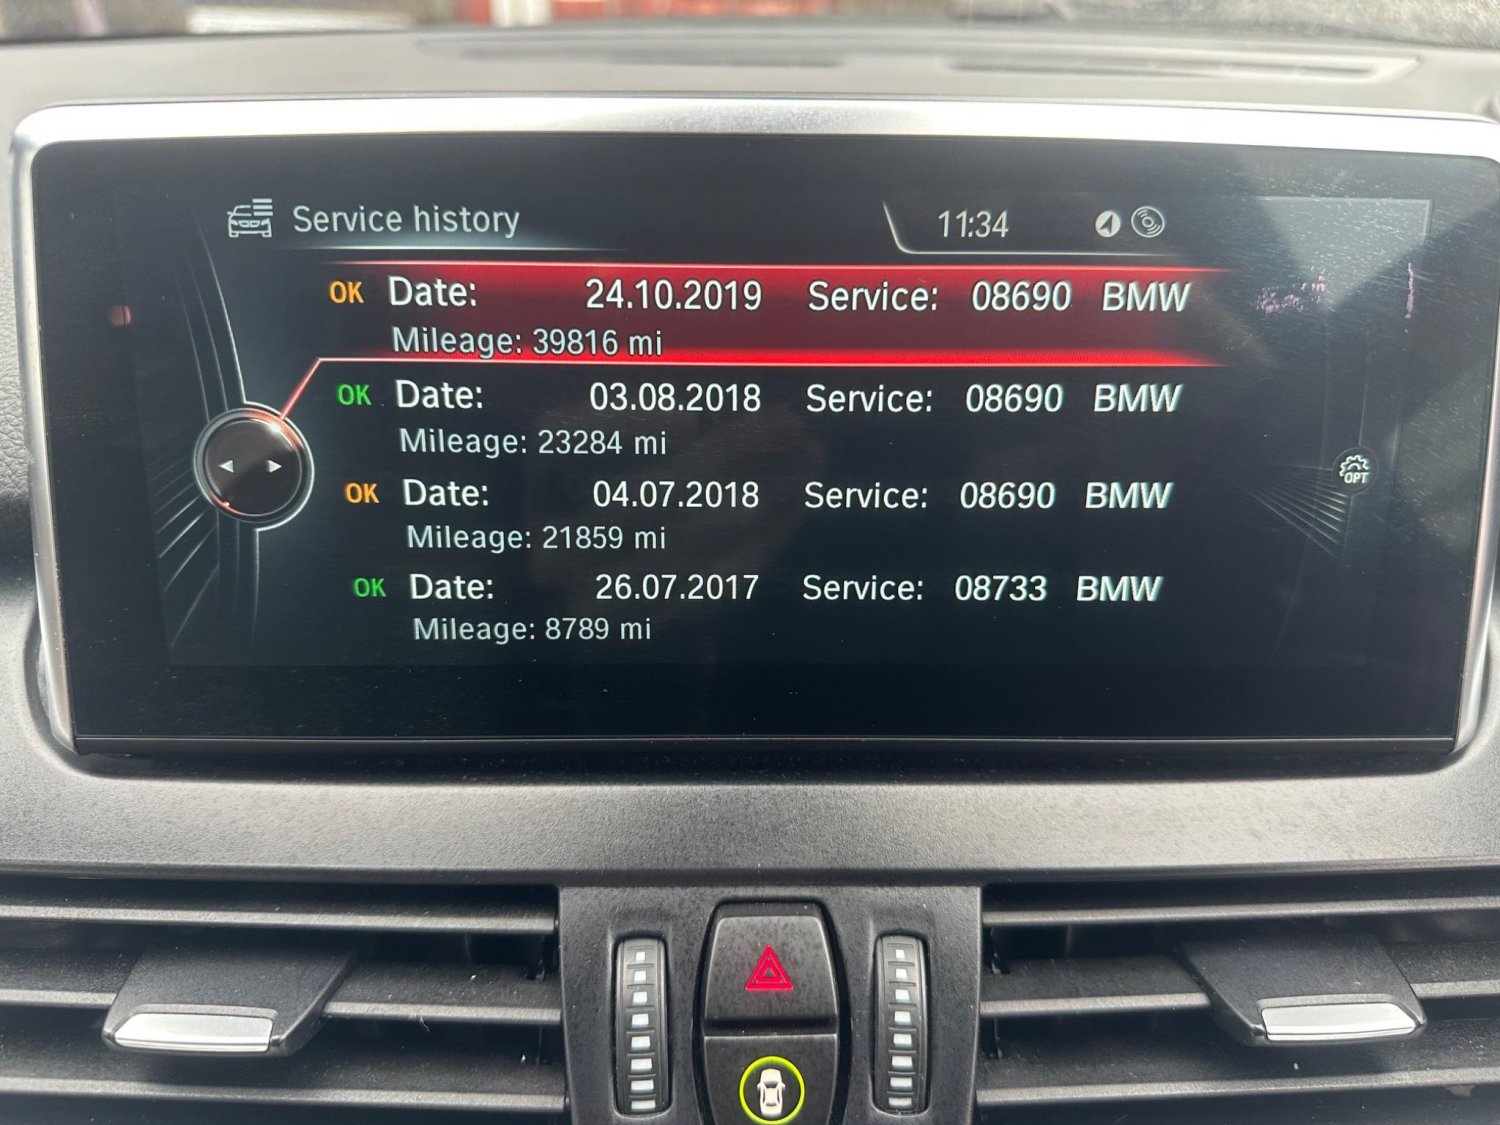 Service history 11:34
OK Date: 24.10.2019 Service: 08690 BMW
Mileage: 39816 mi
OK Date: 03.08.2018 Service: 08690 BMW
Mileage: 23284 mi
OK Date: 04.07.2018 Service: 08690 BMW
Mileage: 21859 mi
OK Date: 26.07.2017 Service: 08733 BMW
Mileage: 8789 mi
OPT